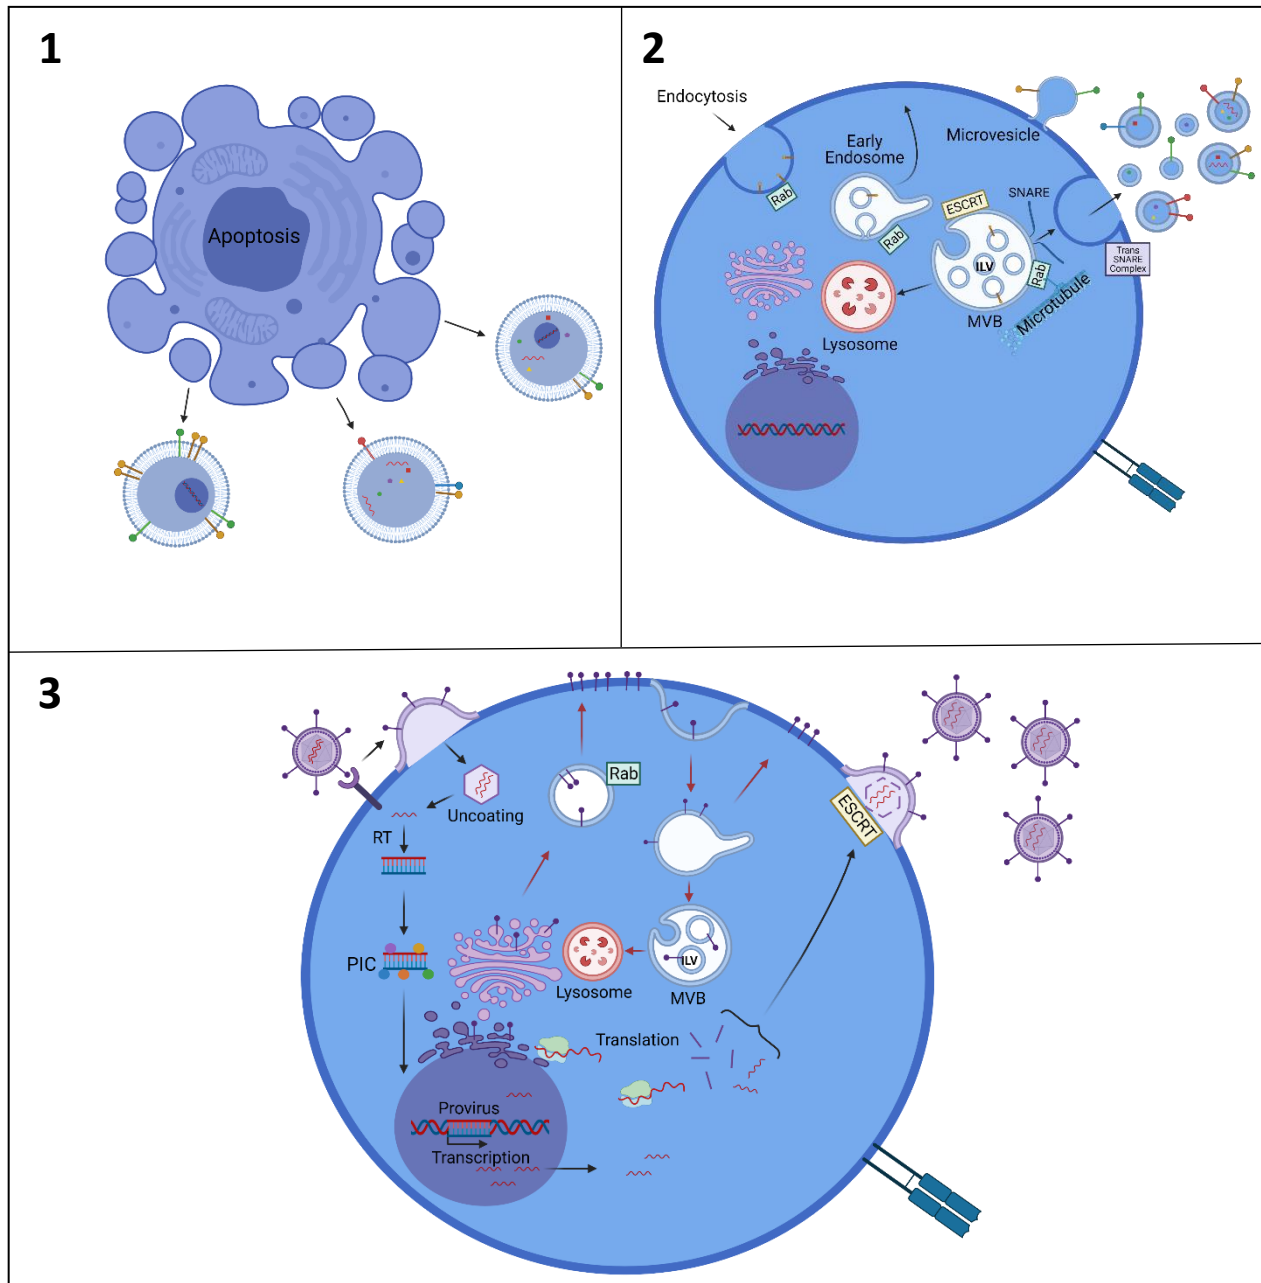 1
Apoptosis
2
Endocytosis
Rab
Early
Endosome
Rab
Microvesicle
ESCRT
SNARE
ILV
Rab
Trans
SNARE
Complex
MVB
Microtubule
Lysosome
3
Uncoating
RT
PIC
Rab
Lysosome
ILV
MVB
ESCRT
Translation
Provirus
Transcription